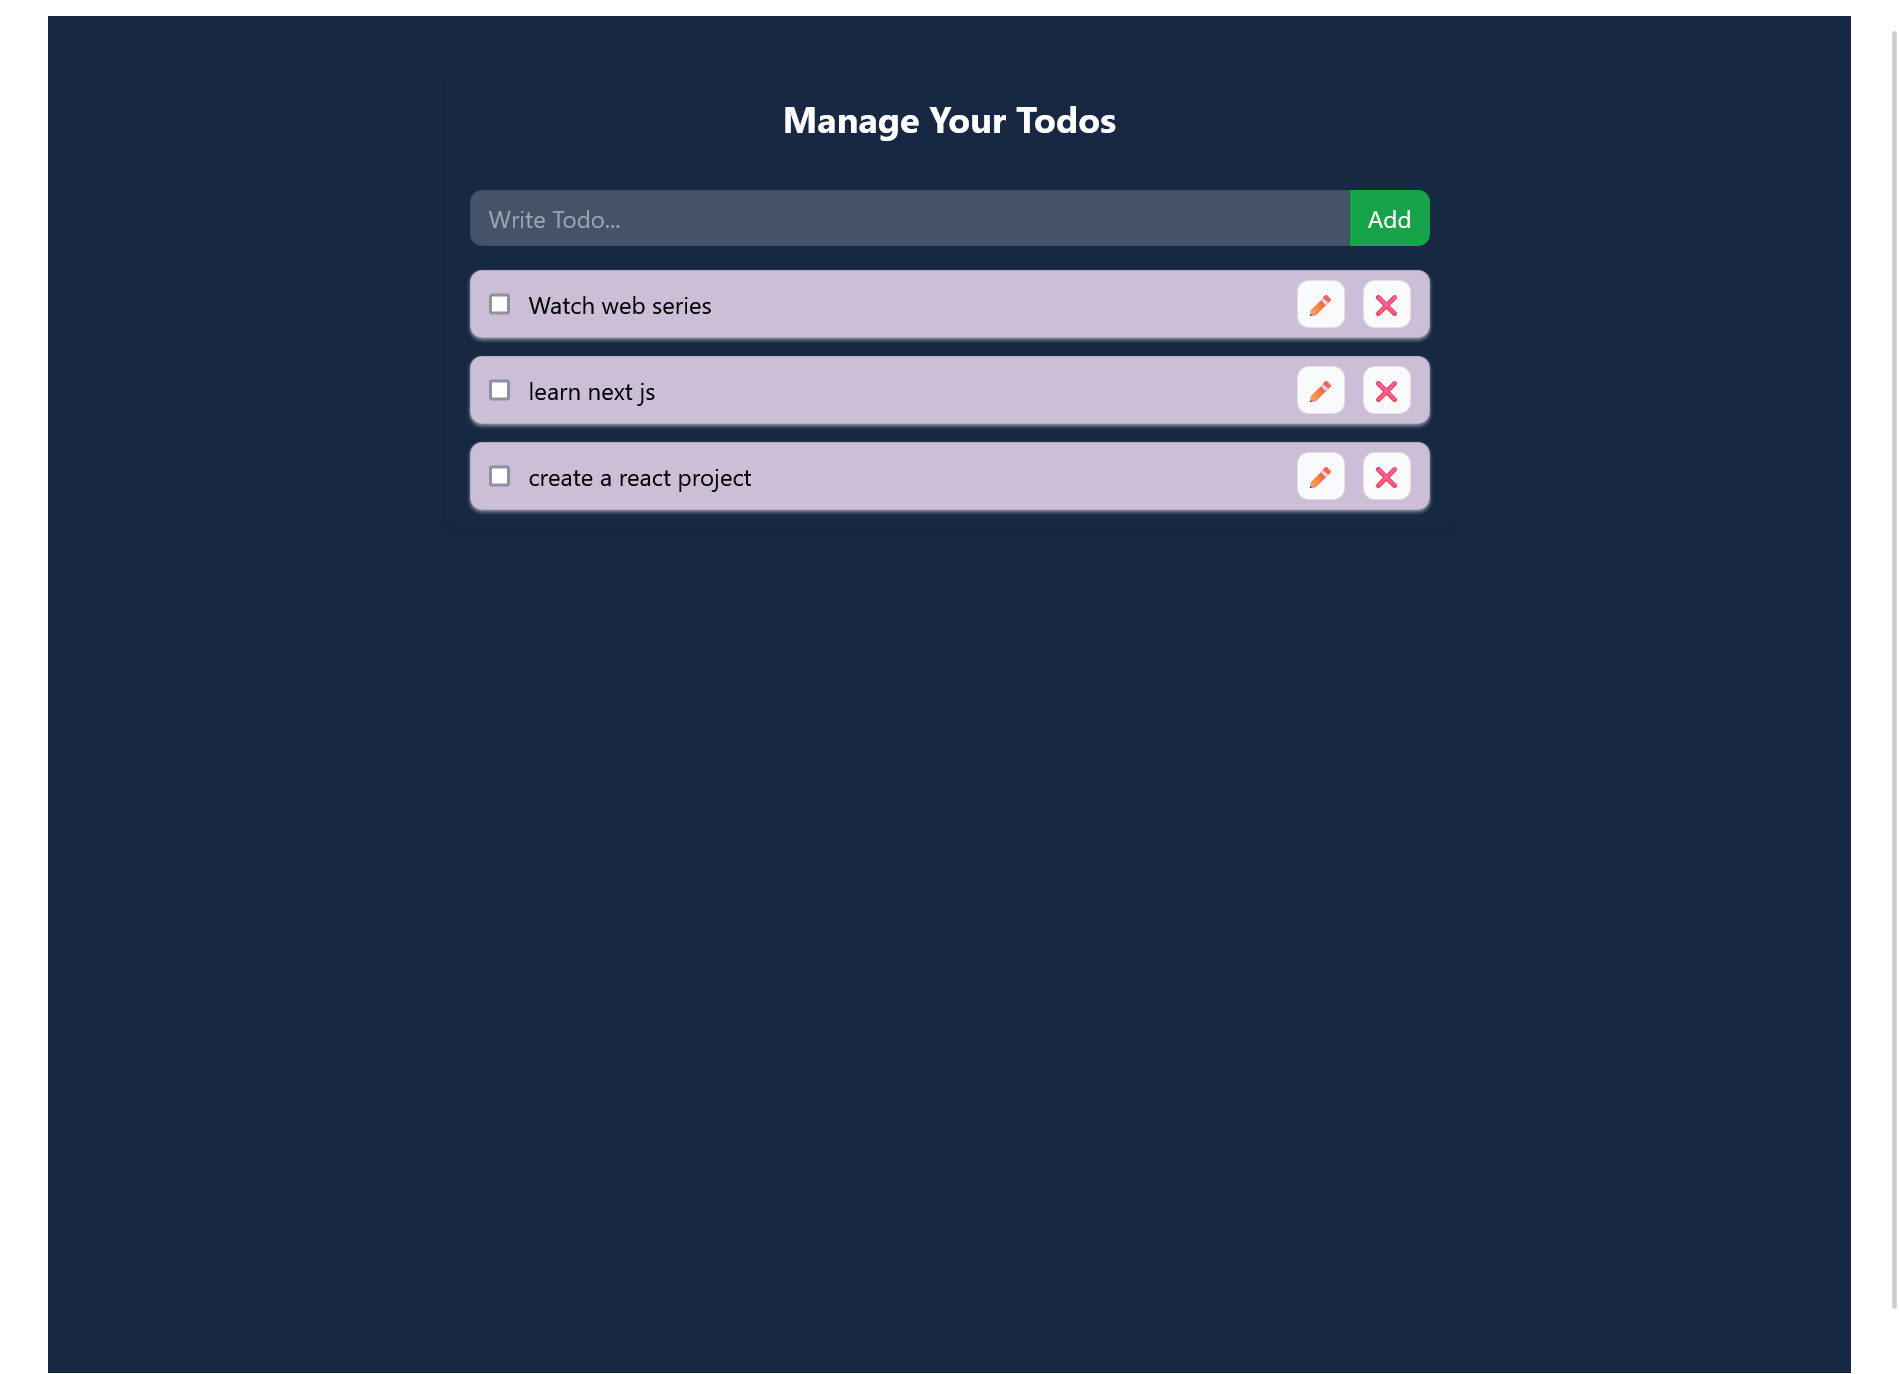 Manage Your Todos
Write Todo...
Add
Watch web series
learn next js
create a react project